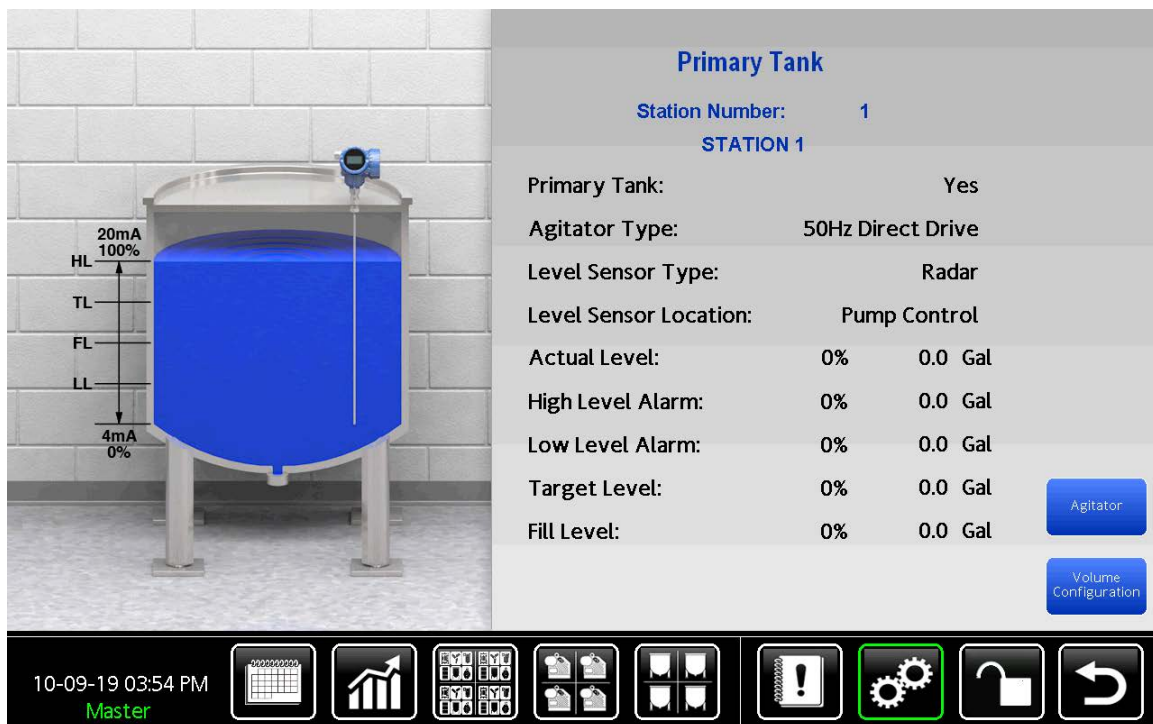 Primary Tank
Station Number: 1
STATION 1
Primary Tank: Yes
Agitator Type: 50Hz Direct Drive
Level Sensor Type: Radar
Level Sensor Location: Pump Control
Actual Level: 0% 0.0 Gal
High Level Alarm: 0% 0.0 Gal
Low Level Alarm: 0% 0.0 Gal
Target Level: 0% 0.0 Gal
Fill Level: 0% 0.0 Gal
20mA
100%
HL
TL
FL
LL
4mA
0%
Agitator
Volume
Configuration
10-09-19 03:54 PM
Master